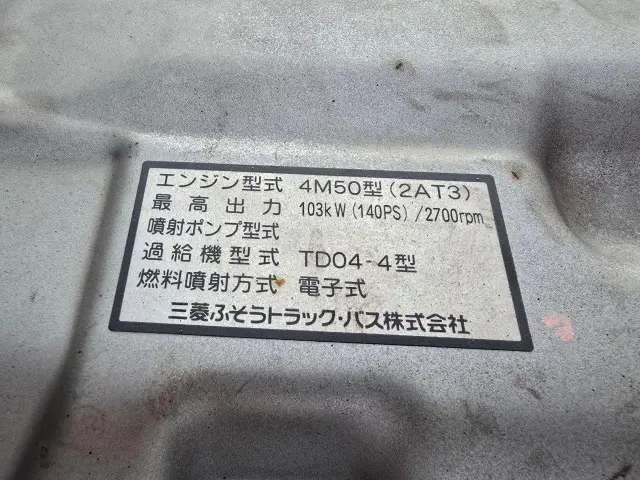 エンジン型式 4M50型(2AT3)
最高出力 103kW(140PS)/2700rpm
噴射ポンプ型式
過給機型式 TD04-4型
燃料噴射方式 電子式
三菱ふそうトラック・バス株式会社